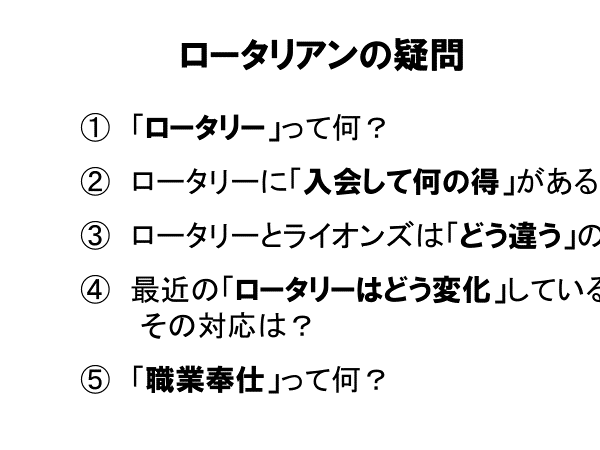 ロータリアンの疑問
① 「ロータリー」って何？
② ロータリーに「入会して何の得」がある
③ ロータリーとライオンズは「どう違う」の
④ 最近の「ロータリーはどう変化」している
その対応は？
⑤ 「職業奉仕」って何？